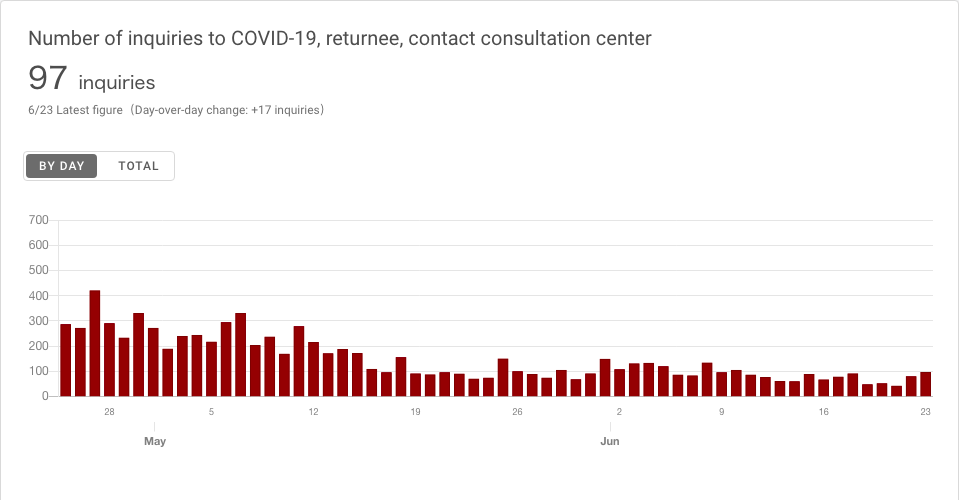 Number of inquiries to COVID-19, returnee, contact consultation center
97 inquiries
6/23 Latest figure（Day-over-day change: +17 inquiries）
BY DAY TOTAL
700
600
500
400
300
200
100
0
28 5 12 19 26 2 9 16 23
May Jun